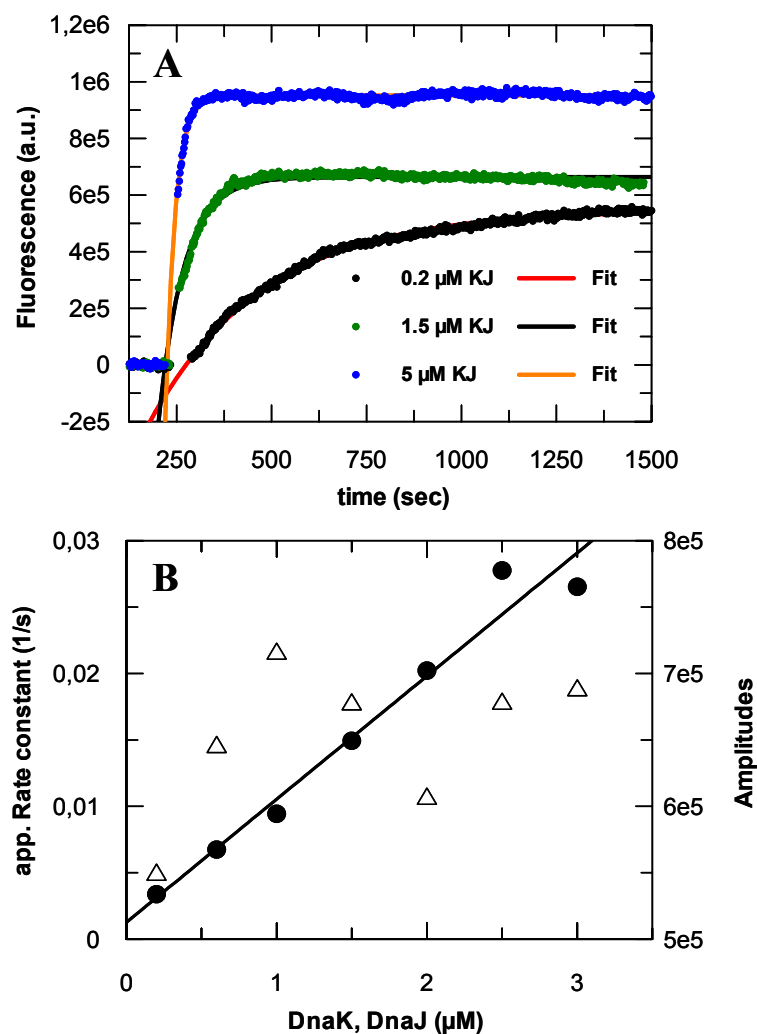 1,2e6
A
1e6
8e5
6e5
4e5
2e5
0
-2e5
Fluorescence (a.u.)
0.2 µM KJ Fit
1.5 µM KJ Fit
5 µM KJ Fit
250 500 750 1000 1250 1500
time (sec)
0,03
B
0,02
0,01
0
app. Rate constant (1/s)
8e5
7e5
6e5
5e5
Amplitudes
0 1 2 3
DnaK, DnaJ (µM)